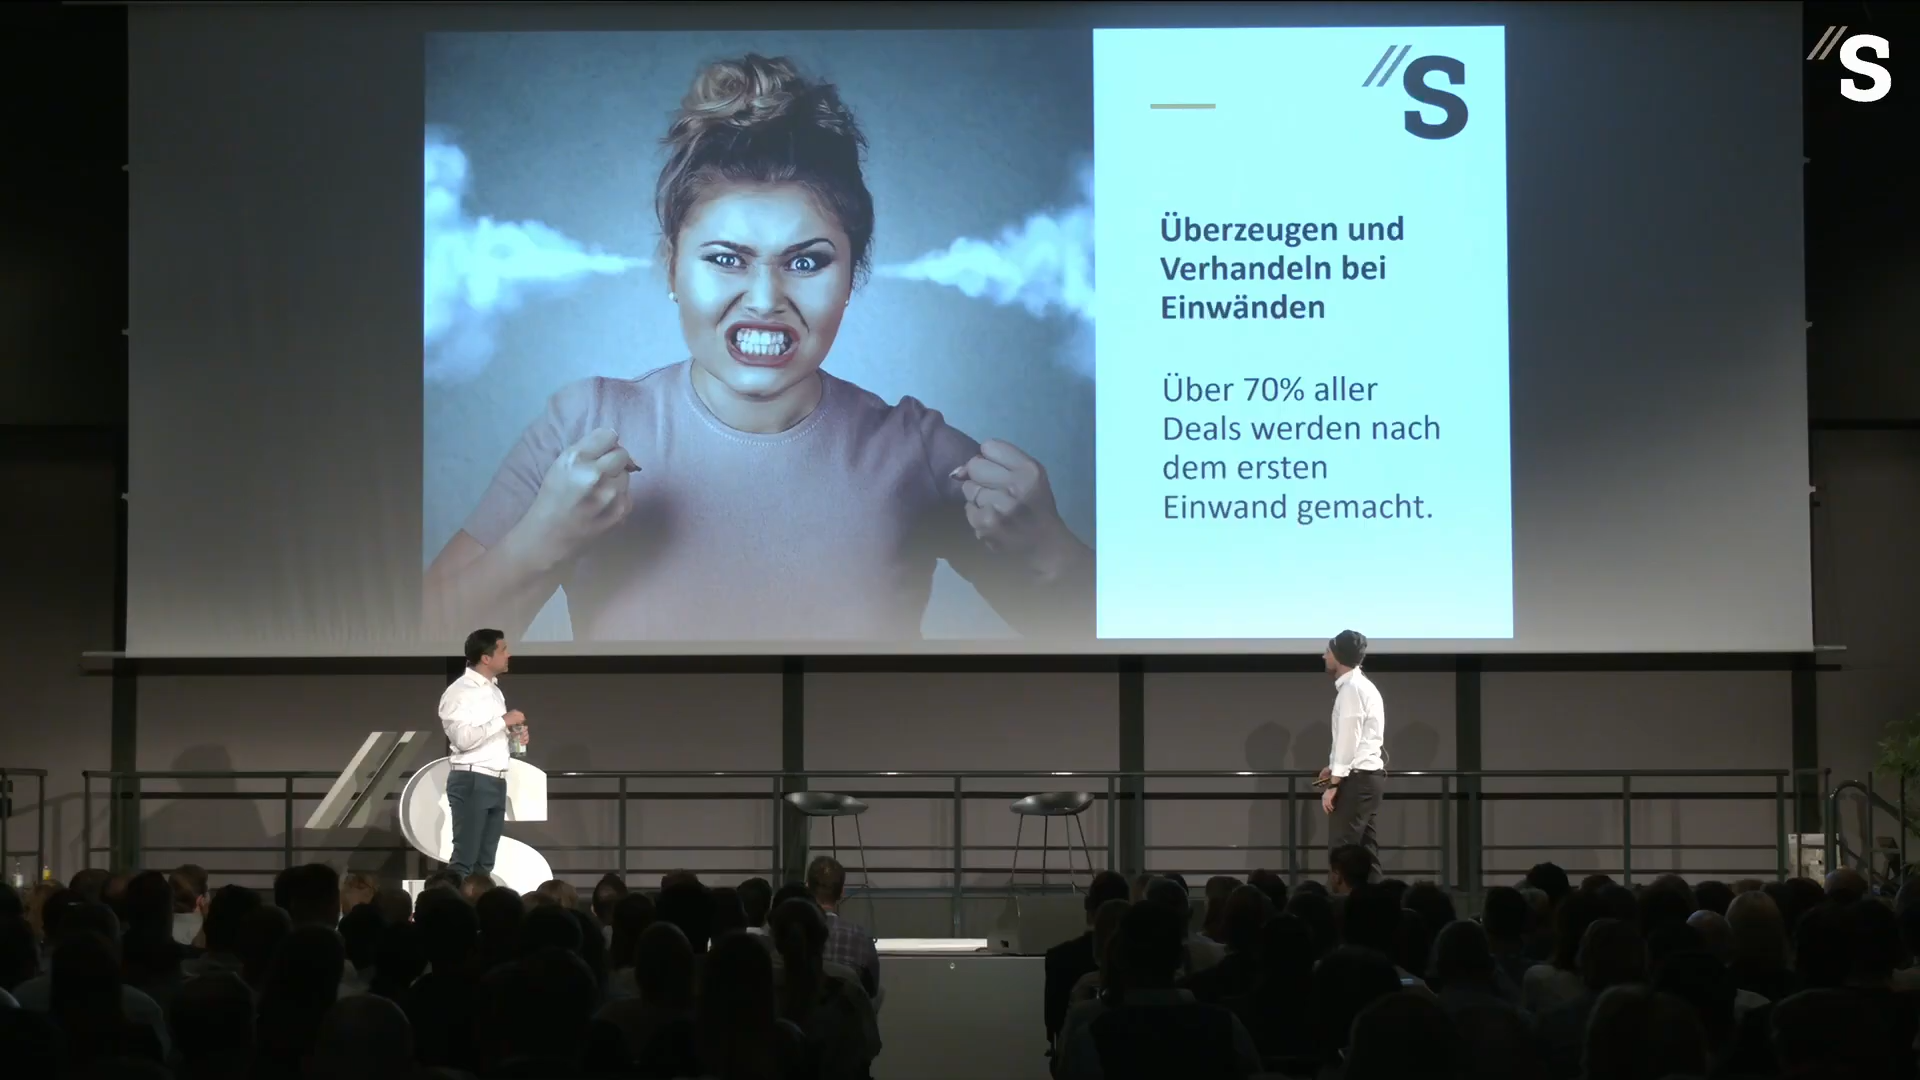 //S
Überzeugen und
Verhandeln bei
Einwänden
Über 70% aller
Deals werden nach
dem ersten
Einwand gemacht.
//S
//S